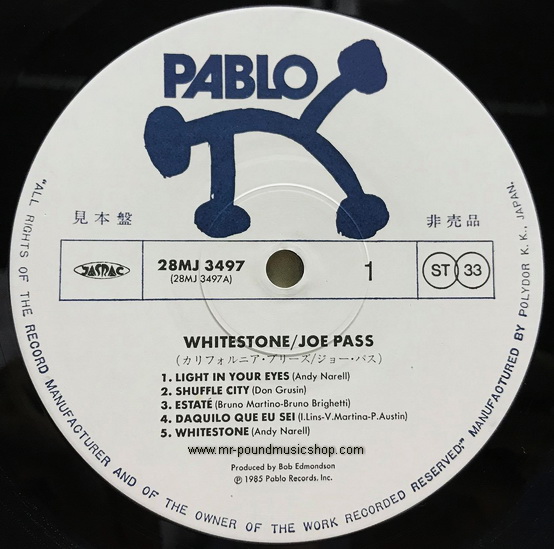 PABLO
見本盤
非売品
JASRAC
28MJ 3497
(28MJ 3497A)
1
ST 33
WHITESTONE/JOE PASS
(カリフォルニア・ブリーズ/ジョー・パス)
1. LIGHT IN YOUR EYES (Andy Narell)
2. SHUFFLE CITY (Don Grusin)
3. ESTATÉ (Bruno Martino-Bruno Brighetti)
4. DAQUILO QUE EU SEI (I.Lins-V.Martina-P.Austin)
5. WHITESTONE (Andy Narell)
www.mr-poundmusicshop.com
Produced by Bob Edmondson
℗ 1985 Pablo Records, Inc.
"ALL RIGHTS OF THE RECORD MANUFACTURER AND OF THE OWNER OF THE WORK RECORDED RESERVED;" MANUFACTURED BY POLYDOR K. K., JAPAN.